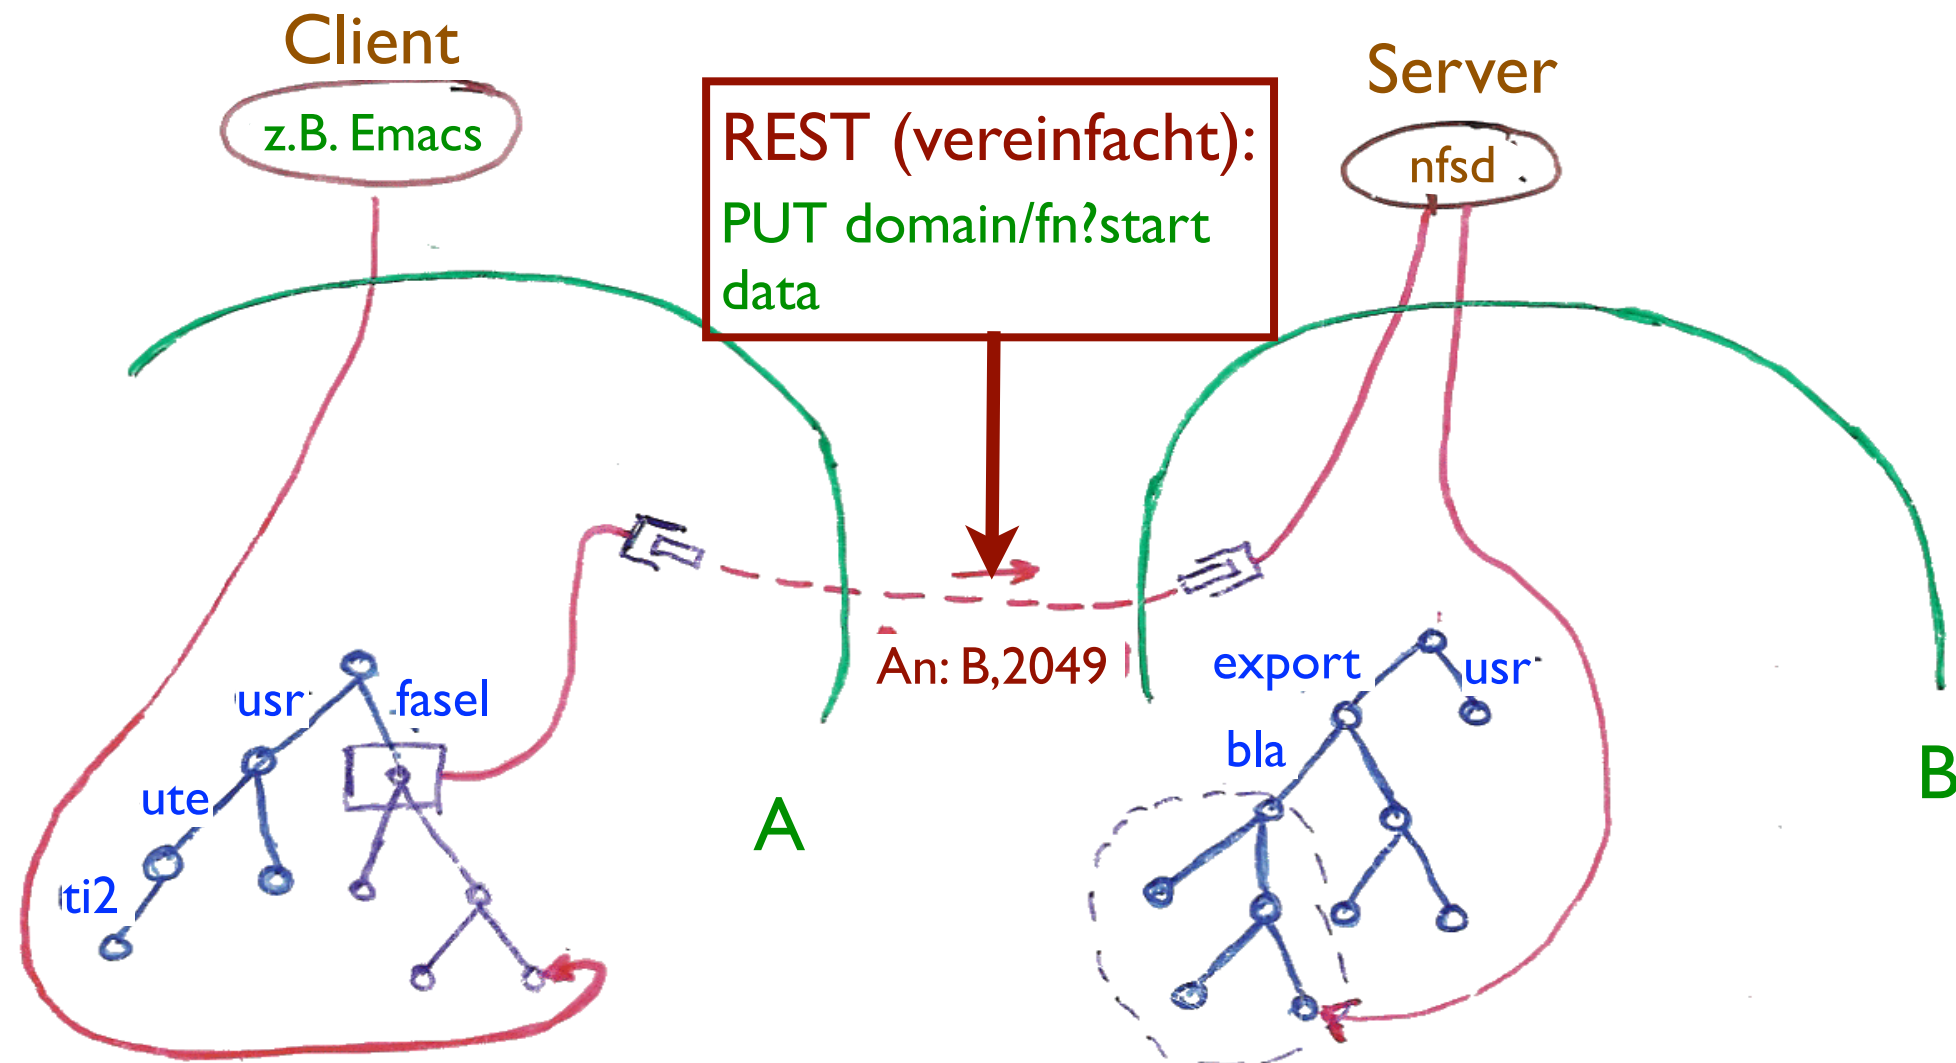 Client
z.B. Emacs
REST (vereinfacht):
PUT domain/fn?start
data
Server
nfsd
An: B,2049
usr
fasel
ute
ti2
A
export
usr
bla
B